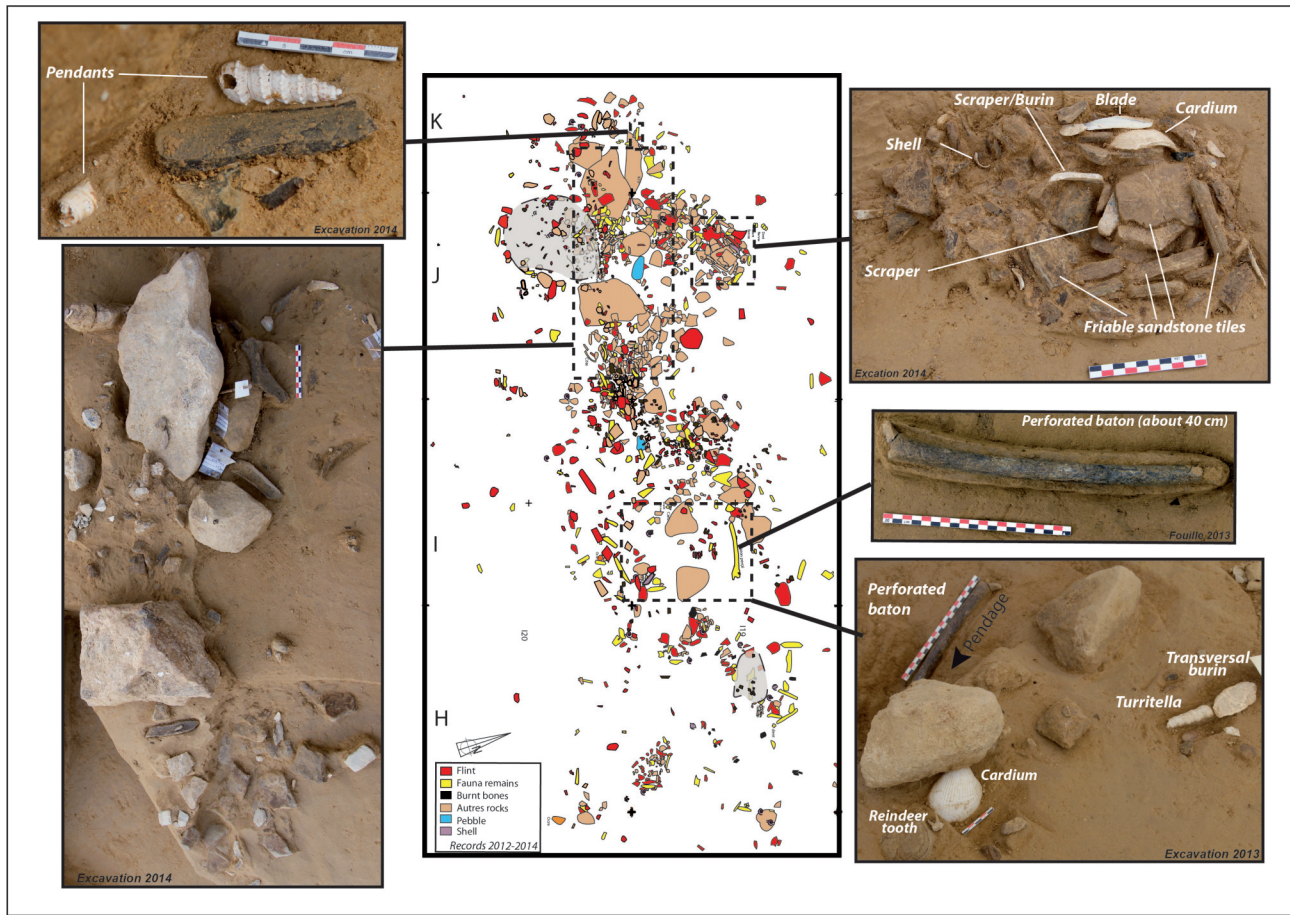 Pendants
Excavation 2014
Excavation 2014
K
J
I
H
I20
I19
N
Flint
Fauna remains
Burnt bones
Autres rocks
Pebble
Shell
Records 2012-2014
Scraper/Burin
Blade
Cardium
Shell
Scraper
Friable sandstone tiles
Excation 2014
Perforated baton (about 40 cm)
Fouille 2013
Perforated
baton
Pendage
Transversal
burin
Turritella
Cardium
Reindeer
tooth
Excavation 2013